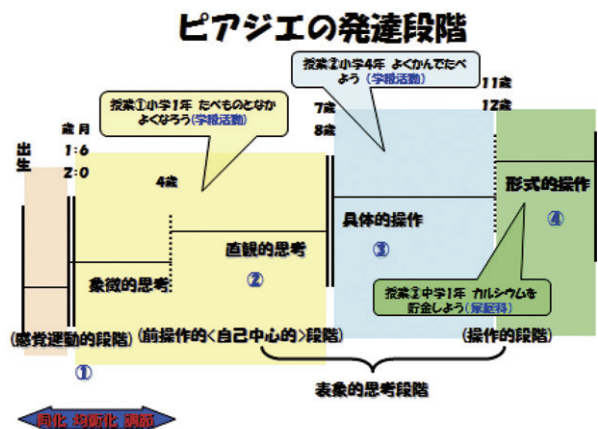 ピアジエの発達段階
授業②小学4年 よくかんでたべ
よう (学級活動)
11歳
12歳
授業①小学1年 たべものとなか
よくなろう(学級活動)
7歳
8歳
歳 月
1:6
2:0
出生
4歳
形式的操作
④
具体的操作
③
直観的思考
②
象徴的思考
授業②中学1年 カルシウムを
貯金しよう(家庭科)
(感覚運動的段階)
(前操作的<自己中心的>段階)
(操作的段階)
①
表象的思考段階
同化 均衡化 調節